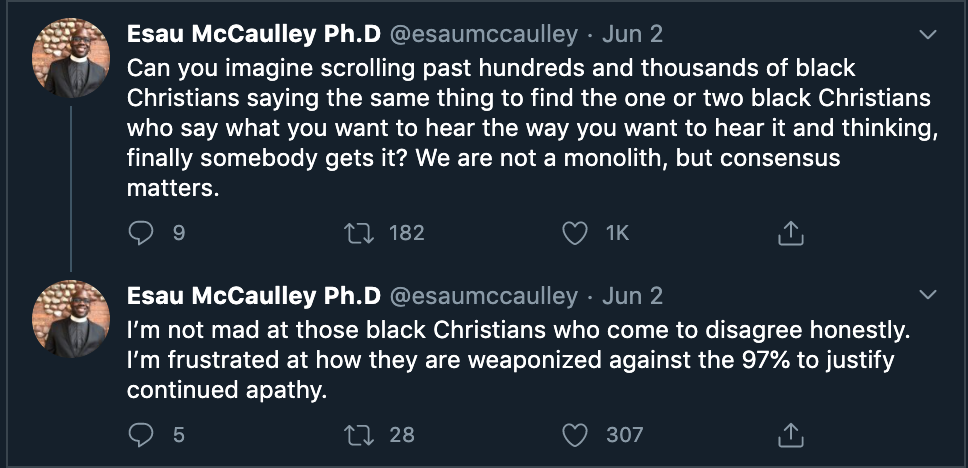 Esau McCaulley Ph.D @esaumccaulley · Jun 2
Can you imagine scrolling past hundreds and thousands of black
Christians saying the same thing to find the one or two black Christians
who say what you want to hear the way you want to hear it and thinking,
finally somebody gets it? We are not a monolith, but consensus
matters.
9 182 1K
Esau McCaulley Ph.D @esaumccaulley · Jun 2
I’m not mad at those black Christians who come to disagree honestly.
I’m frustrated at how they are weaponized against the 97% to justify
continued apathy.
5 28 307